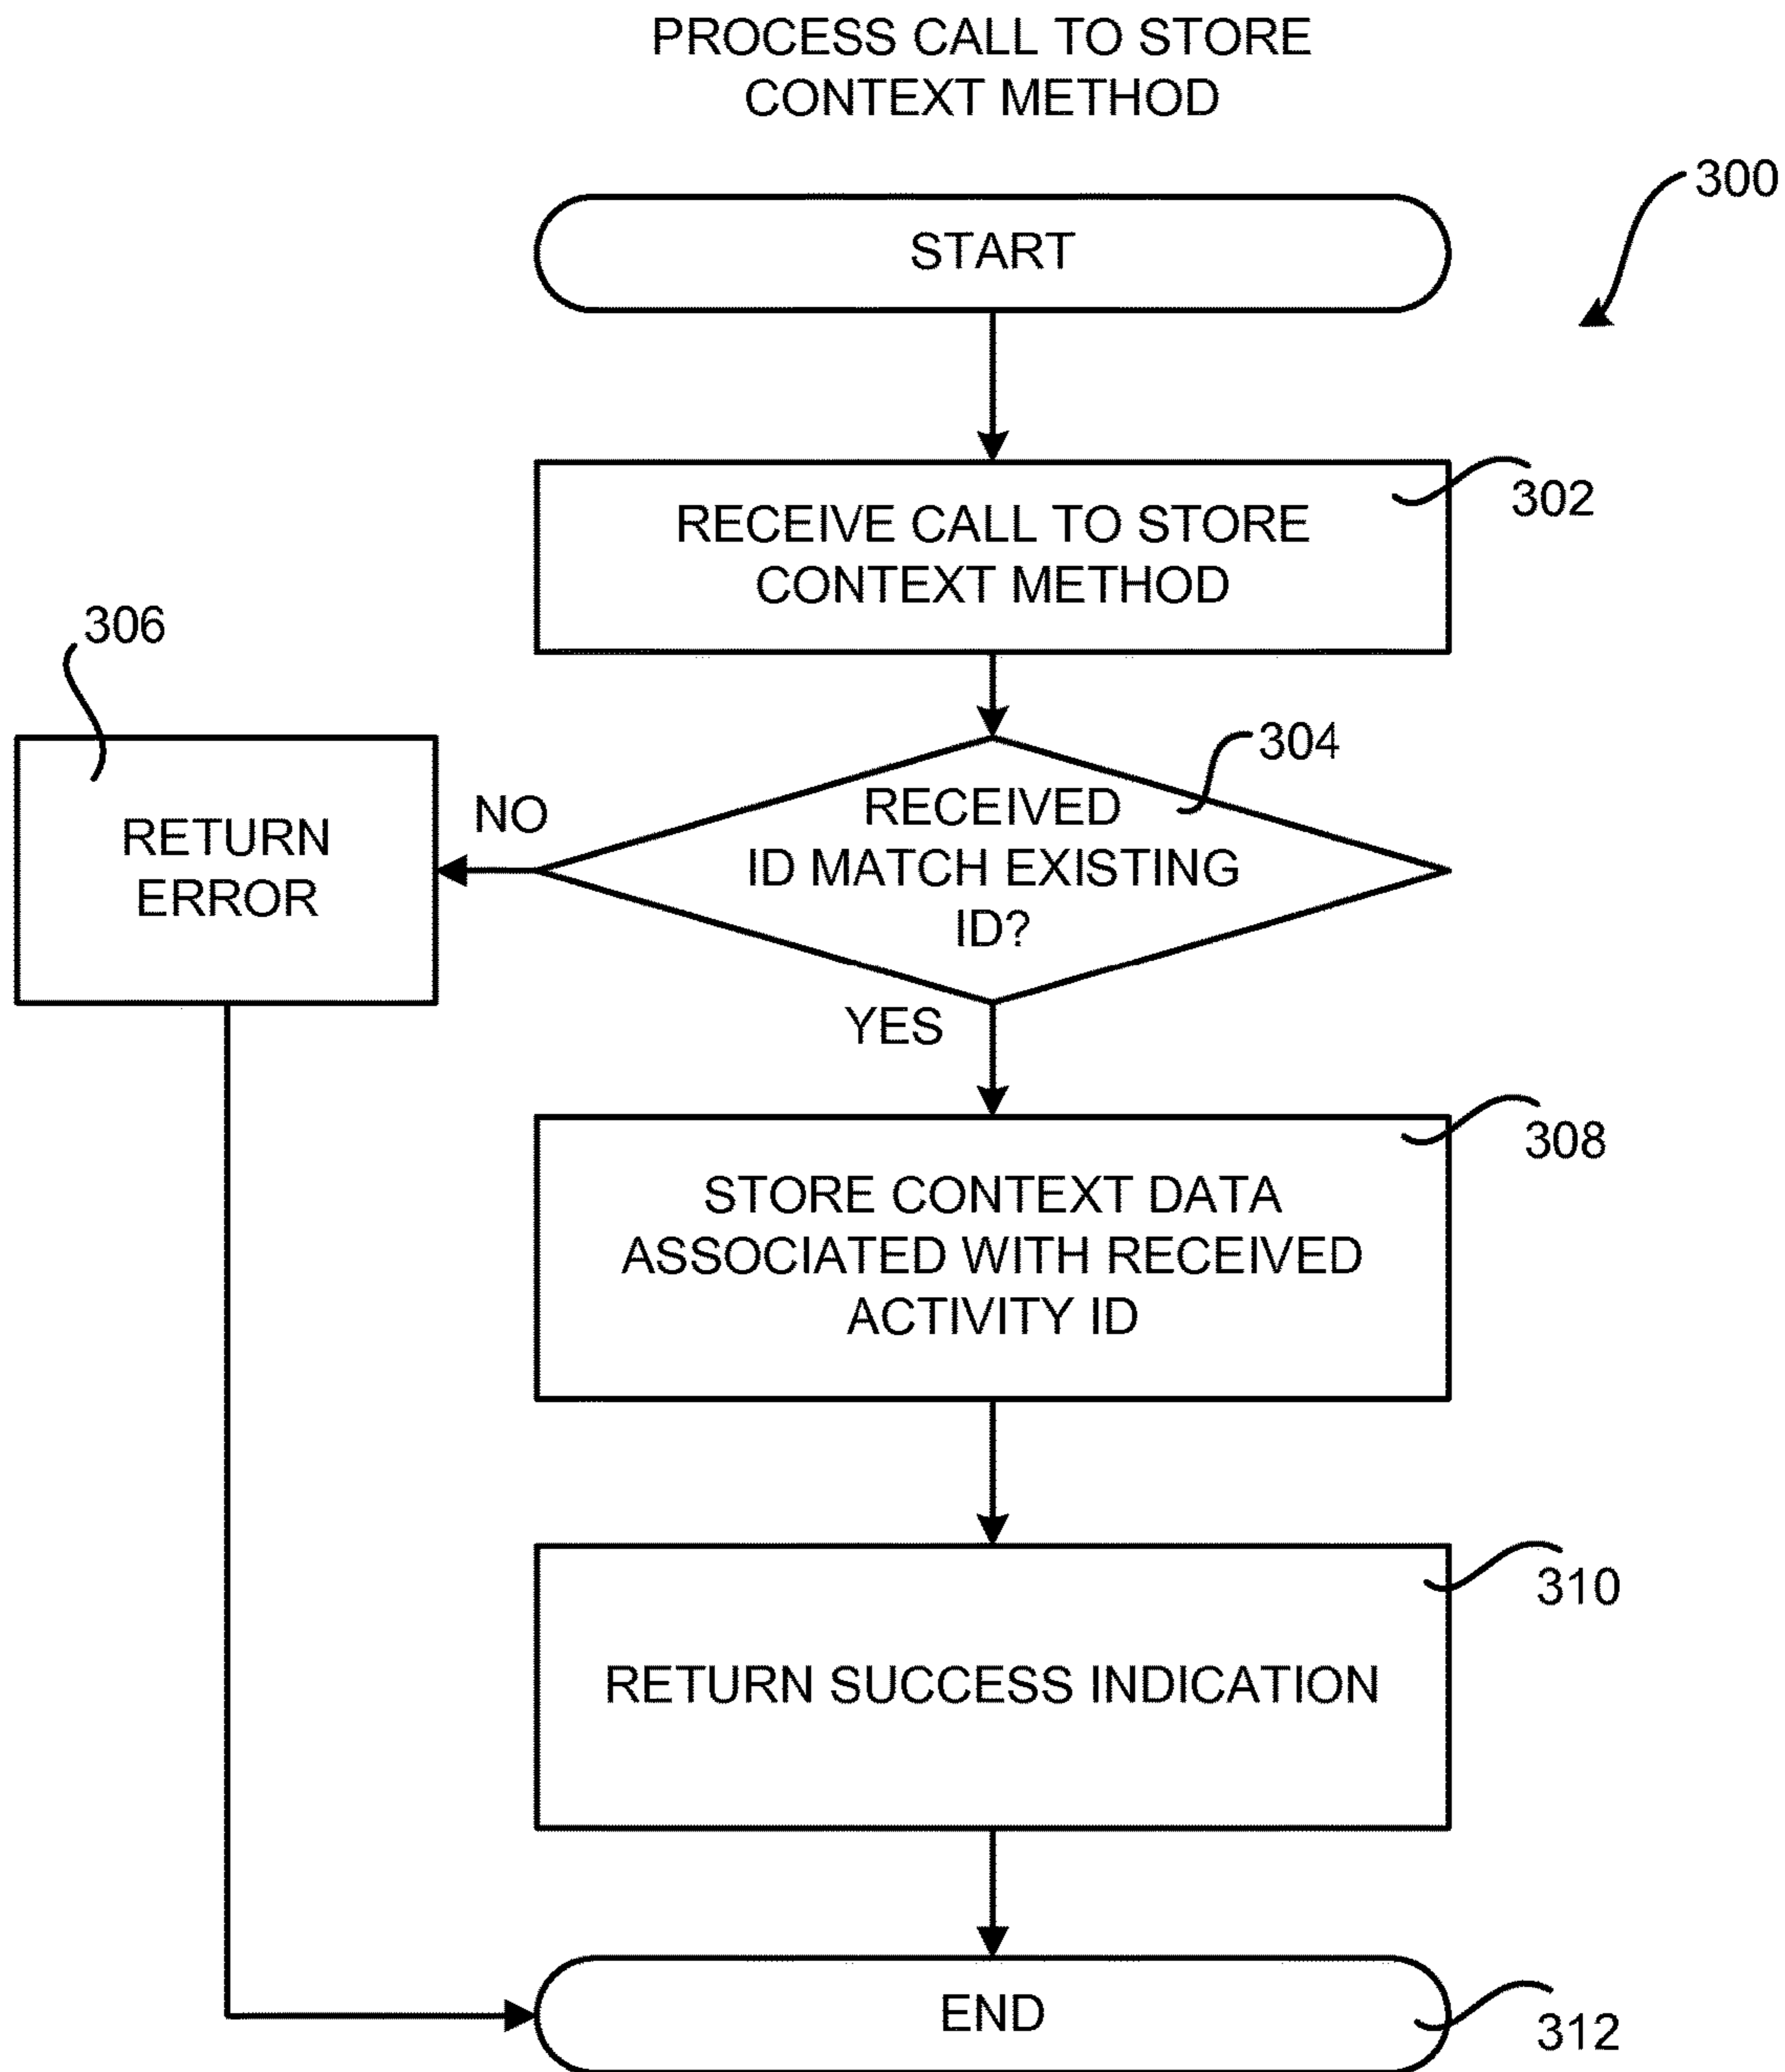 PROCESS CALL TO STORE
CONTEXT METHOD
300
START
302
RECEIVE CALL TO STORE
CONTEXT METHOD
306
304
RETURN
ERROR
NO
RECEIVED
ID MATCH EXISTING
ID?
YES
308
STORE CONTEXT DATA
ASSOCIATED WITH RECEIVED
ACTIVITY ID
310
RETURN SUCCESS INDICATION
END
312